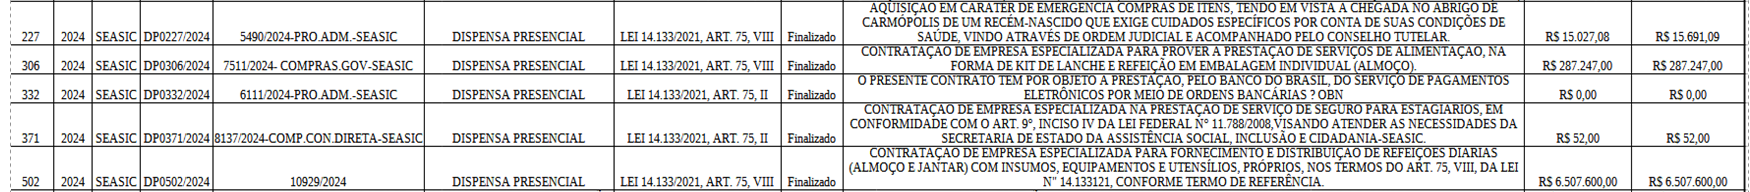 AQUISIÇÃO EM CARÁTER DE EMERGÊNCIA COMPRAS DE ITENS, TENDO EM VISTA A CHEGADA NO ABRIGO DE
CARMÓPOLIS DE UM RECÉM-NASCIDO QUE EXIGE CUIDADOS ESPECÍFICOS POR CONTA DE SUAS CONDIÇÕES DE
227 2024 SEASIC DP0227/2024 5490/2024-PRO.ADM.-SEASIC DISPENSA PRESENCIAL LEI 14.133/2021, ART. 75, VIII Finalizado SAÚDE, VINDO ATRAVÉS DE ORDEM JUDICIAL E ACOMPANHADO PELO CONSELHO TUTELAR. R$ 15.027,08 R$ 15.691,09
CONTRATAÇÃO DE EMPRESA ESPECIALIZADA PARA PROVER A PRESTAÇÃO DE SERVIÇOS DE ALIMENTAÇÃO, NA
306 2024 SEASIC DP0306/2024 7511/2024- COMPRAS.GOV-SEASIC DISPENSA PRESENCIAL LEI 14.133/2021, ART. 75, VIII Finalizado FORMA DE KIT DE LANCHE E REFEIÇÃO EM EMBALAGEM INDIVIDUAL (ALMOÇO). R$ 287.247,00 R$ 287.247,00
O PRESENTE CONTRATO TEM POR OBJETO A PRESTAÇÃO, PELO BANCO DO BRASIL, DO SERVIÇO DE PAGAMENTOS
332 2024 SEASIC DP0332/2024 6111/2024-PRO.ADM.-SEASIC DISPENSA PRESENCIAL LEI 14.133/2021, ART. 75, II Finalizado ELETRÔNICOS POR MEIO DE ORDENS BANCÁRIAS ? OBN R$ 0,00 R$ 0,00
CONTRATAÇÃO DE EMPRESA ESPECIALIZADA NA PRESTAÇÃO DE SERVIÇO DE SEGURO PARA ESTAGIÁRIOS, EM
CONFORMIDADE COM O ART. 9º, INCISO IV DA LEI FEDERAL Nº 11.788/2008,VISANDO ATENDER AS NECESSIDADES DA
371 2024 SEASIC DP0371/2024 8137/2024-COMP.CON.DIRETA-SEASIC DISPENSA PRESENCIAL LEI 14.133/2021, ART. 75, II Finalizado SECRETARIA DE ESTADO DA ASSISTÊNCIA SOCIAL, INCLUSÃO E CIDADANIA-SEASIC. R$ 52,00 R$ 52,00
CONTRATAÇÃO DE EMPRESA ESPECIALIZADA PARA FORNECIMENTO E DISTRIBUIÇÃO DE REFEIÇÕES DIÁRIAS
(ALMOÇO E JANTAR) COM INSUMOS, EQUIPAMENTOS E UTENSÍLIOS, PRÓPRIOS, NOS TERMOS DO ART. 75, VIII, DA LEI
502 2024 SEASIC DP0502/2024 10929/2024 DISPENSA PRESENCIAL LEI 14.133/2021, ART. 75, VIII Finalizado N° 14.133121, CONFORME TERMO DE REFERÊNCIA. R$ 6.507.600,00 R$ 6.507.600,00